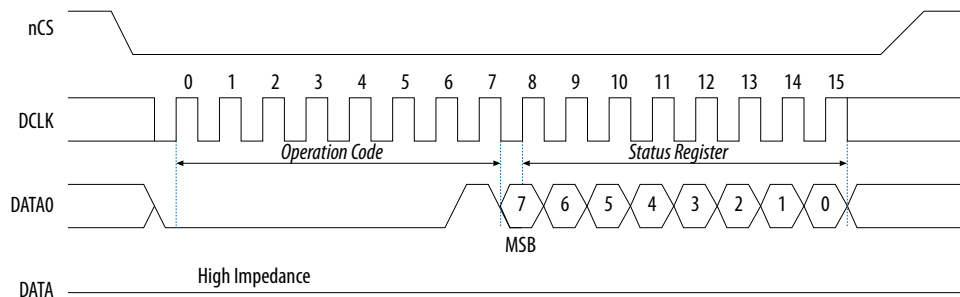 nCS
0 1 2 3 4 5 6 7 8 9 10 11 12 13 14 15
DCLK
Operation Code Status Register
DATA0 7 6 5 4 3 2 1 0
MSB
High Impedance
DATA